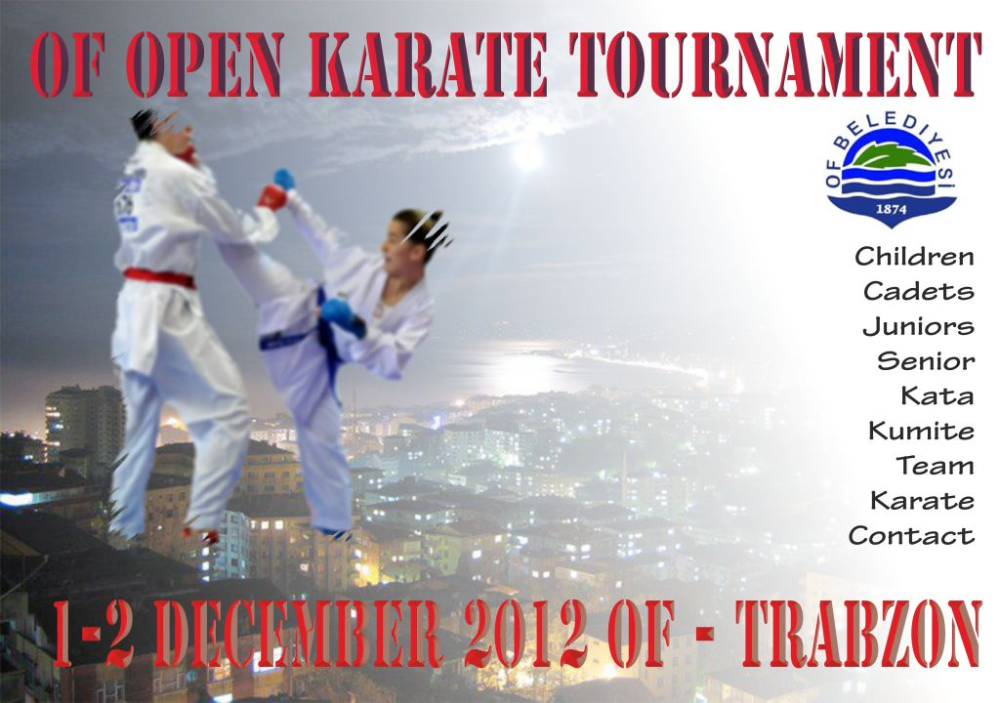 OF OPEN KARATE TOURNAMENT
OF BELEDİYESİ
1874
Children
Cadets
Juniors
Senior
Kata
Kumite
Team
Karate
Contact
1-2 DECEMBER 2012 OF - TRABZON